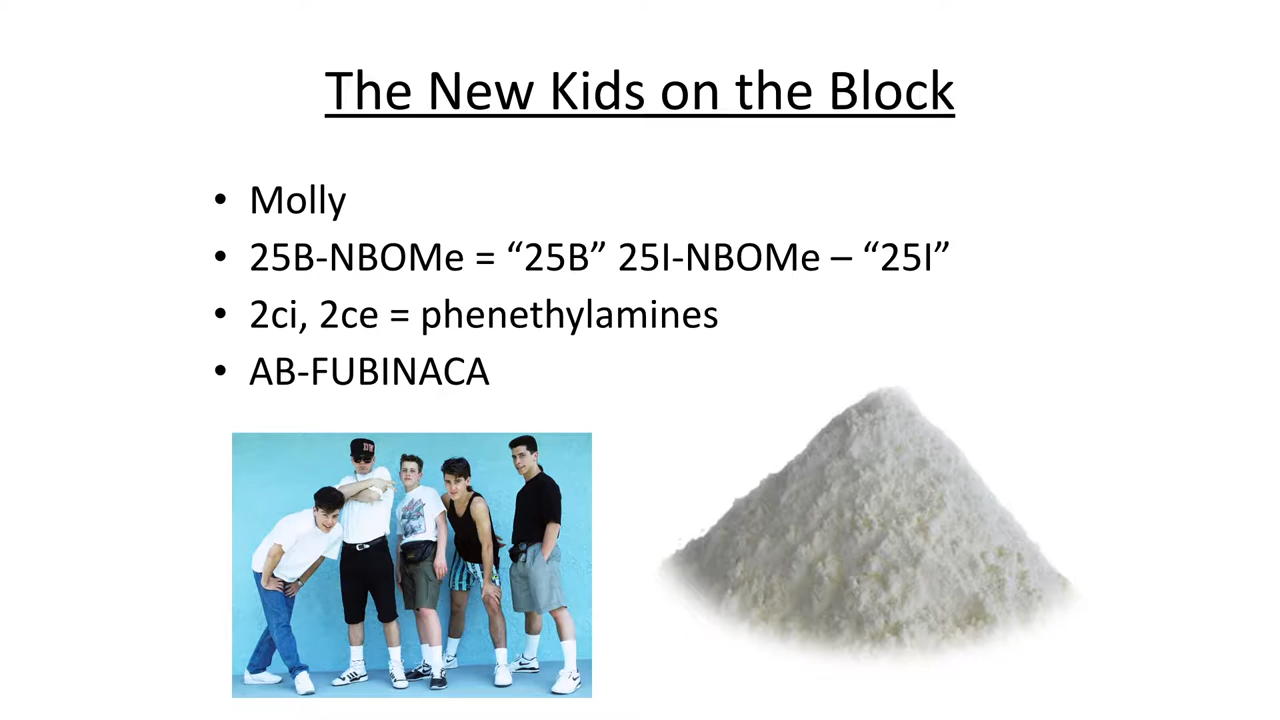 The New Kids on the Block
• Molly
• 25B-NBOMe = “25B” 25I-NBOMe – “25I”
• 2ci, 2ce = phenethylamines
• AB-FUBINACA